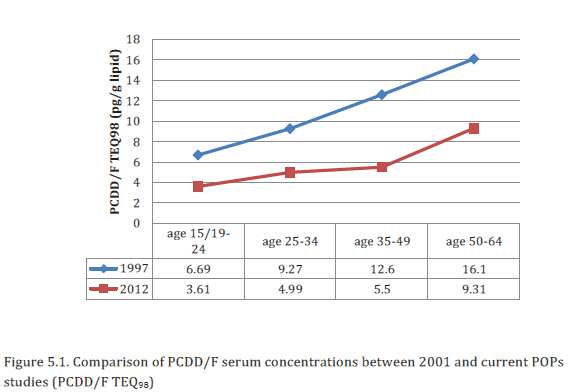 18
16
14
12
10
8
6
4
2
0
PCDD/F TEQ98 (pg/g lipid)
age 15/19-
24
age 25-34
age 35-49
age 50-64
1997 6.69 9.27 12.6 16.1
2012 3.61 4.99 5.5 9.31
Figure 5.1. Comparison of PCDD/F serum concentrations between 2001 and current POPs
studies (PCDD/F TEQ₉₈)